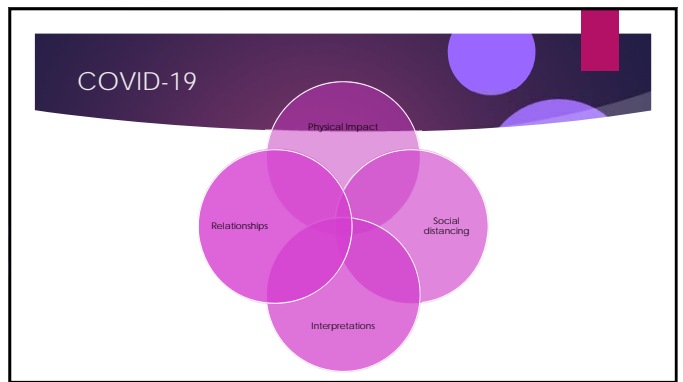 COVID-19
Physical Impact
Relationships
Social
distancing
Interpretations